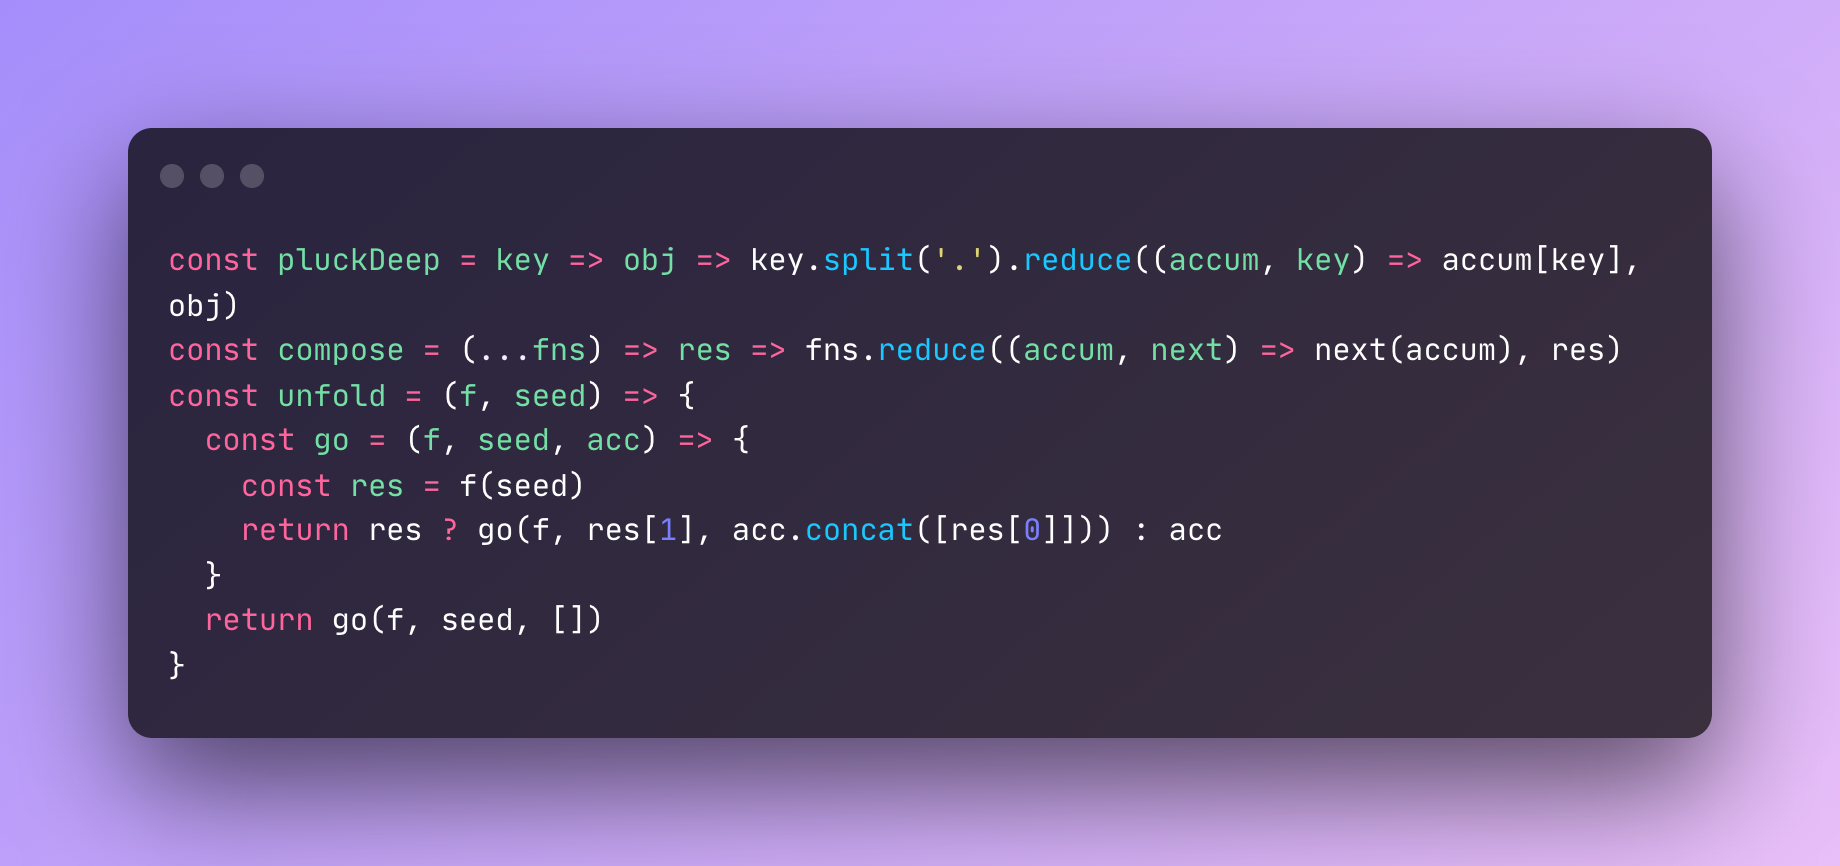 const pluckDeep = key => obj => key.split('.').reduce((accum, key) => accum[key],
obj)
const compose = (...fns) => res => fns.reduce((accum, next) => next(accum), res)
const unfold = (f, seed) => {
  const go = (f, seed, acc) => {
    const res = f(seed)
    return res ? go(f, res[1], acc.concat([res[0]])) : acc
  }
  return go(f, seed, [])
}